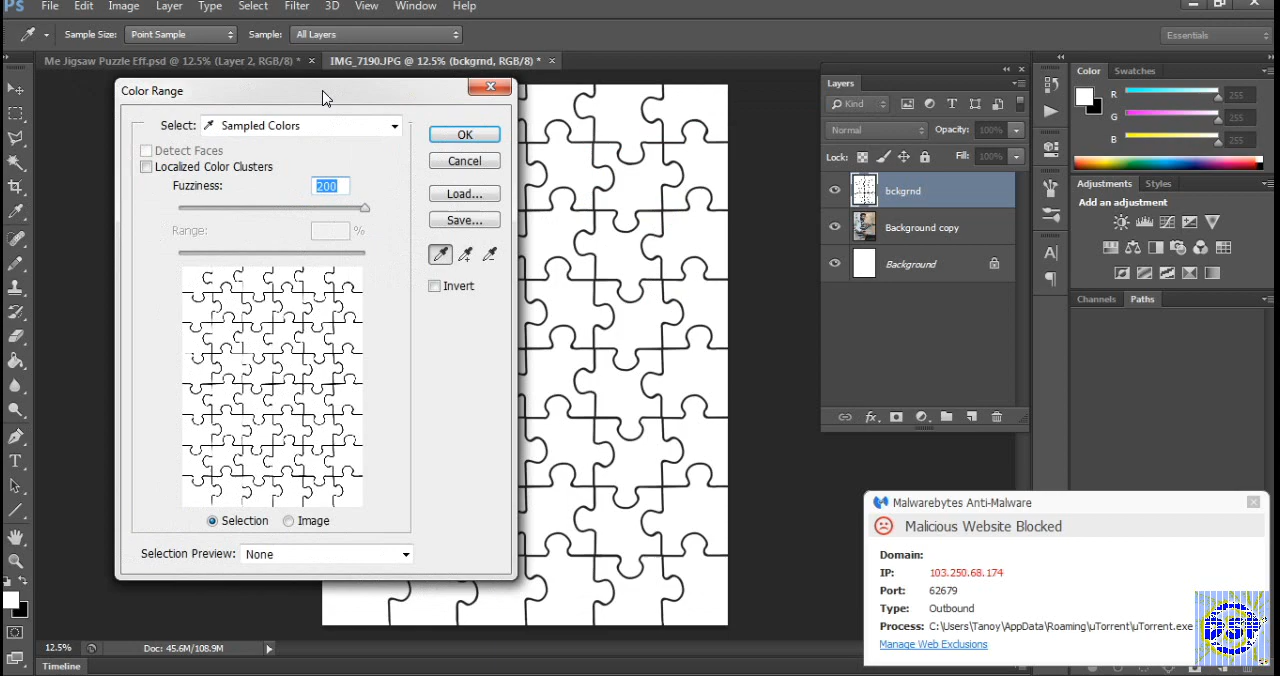 Ps File Edit Image Layer Type Select Filter 3D View Window Help
Sample Size: Point Sample Sample: All Layers Essentials
Me Jigsaw Puzzle Eff.psd @ 12.5% (Layer 2, RGB/8) * × IMG_7190.JPG @ 12.5% (bckgrnd, RGB/8) * ×
Color Range
Select: Sampled Colors
Detect Faces
Localized Color Clusters
Fuzziness: 200
Range: %
Selection Image
Selection Preview: None
OK
Cancel
Load...
Save...
Invert
Layers
Kind
Normal Opacity: 100%
Lock: Fill: 100%
bckgrnd
Background copy
Background
Color Swatches
R 255
G 255
B 255
Adjustments Styles
Add an adjustment
Channels Paths
Malwarebytes Anti-Malware
Malicious Website Blocked
Domain:
IP: 103.250.68.174
Port: 62679
Type: Outbound
Process: C:\Users\Tanoy\AppData\Roaming\uTorrent\uTorrent.exe
Manage Web Exclusions
12.5% Doc: 45.6M/108.9M
Timeline